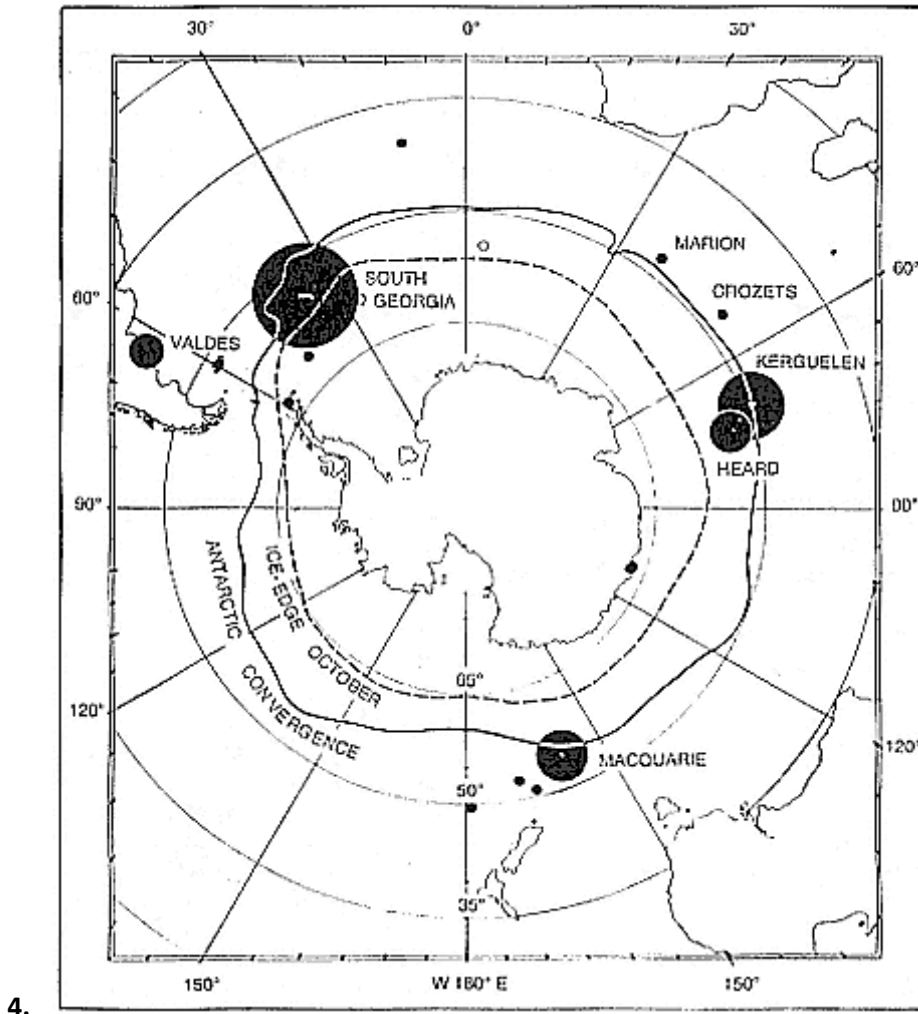 30°
0°
30°
MARION
60°
SOUTH
GEORGIA
CROZETS
60°
VALDES
KERGUELEN
HEARD
90°
ANTARCTIC
CONVERGENCE
ICE-EDGE
OCTOBER
65°
120°
120°
MACQUARIE
50°
35°
150°
W 180° E
150°
4.